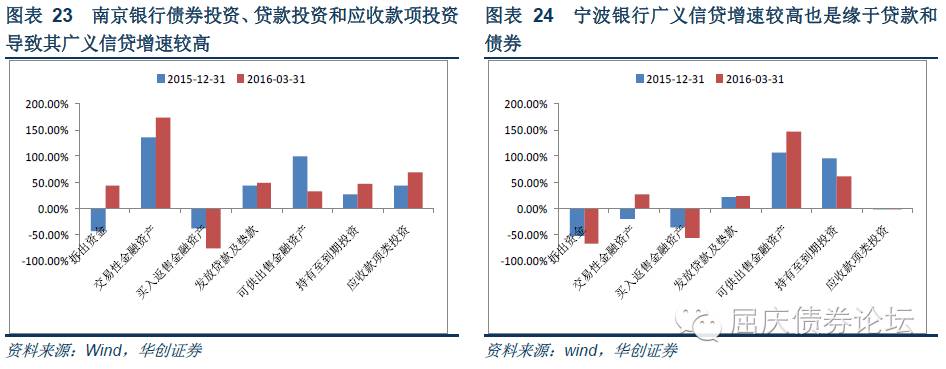 图表 23 南京银行债券投资、贷款投资和应收款项投资
导致其广义信贷增速较高
2015-12-31 2016-03-31
200.00%
150.00%
100.00%
50.00%
0.00%
-50.00%
-100.00%
拆出资金
交易性金融资产
买入返售金融资产
发放贷款及垫款
可供出售金融资产
持有至到期投资
应收款项类投资
资料来源：Wind，华创证券
图表 24 宁波银行广义信贷增速较高也是缘于贷款和
债券
2015-12-31 2016-03-31
200.00%
150.00%
100.00%
50.00%
0.00%
-50.00%
-100.00%
拆出资金
交易性金融资产
买入返售金融资产
发放贷款及垫款
可供出售金融资产
持有至到期投资
应收款项类投资
屈庆债券论坛
资料来源：wind，华创证券